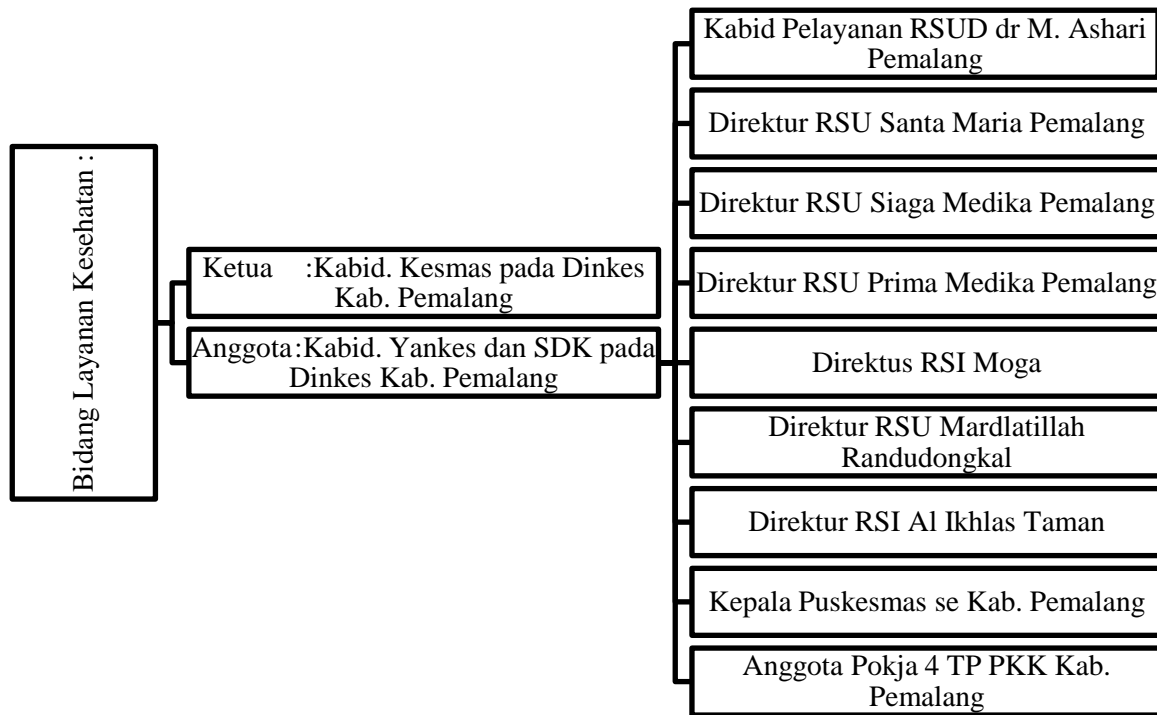 Bidang Layanan Kesehatan :
Ketua :Kabid. Kesmas pada Dinkes
Kab. Pemalang
Anggota:Kabid. Yankes dan SDK pada
Dinkes Kab. Pemalang
Kabid Pelayanan RSUD dr M. Ashari
Pemalang
Direktur RSU Santa Maria Pemalang
Direktur RSU Siaga Medika Pemalang
Direktur RSU Prima Medika Pemalang
Direktus RSI Moga
Direktur RSU Mardlatillah
Randudongkal
Direktur RSI Al Ikhlas Taman
Kepala Puskesmas se Kab. Pemalang
Anggota Pokja 4 TP PKK Kab.
Pemalang